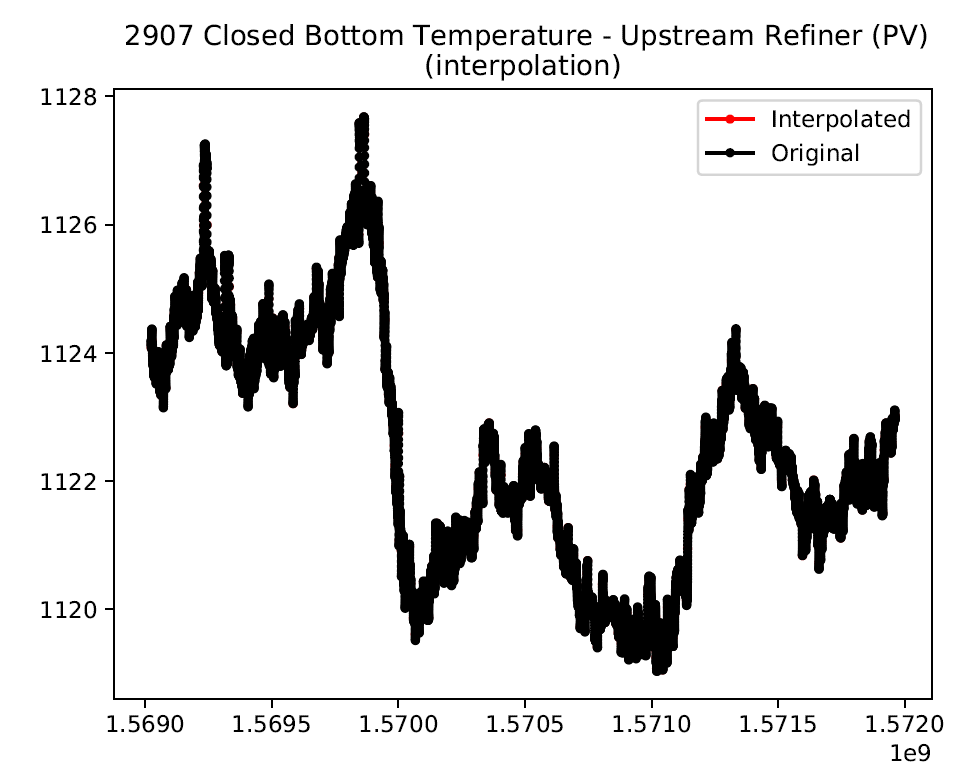 2907 Closed Bottom Temperature - Upstream Refiner (PV)
(interpolation)
1128
1126
1124
1122
1120
Interpolated
Original
1.5690 1.5695 1.5700 1.5705 1.5710 1.5715 1.5720
1e9